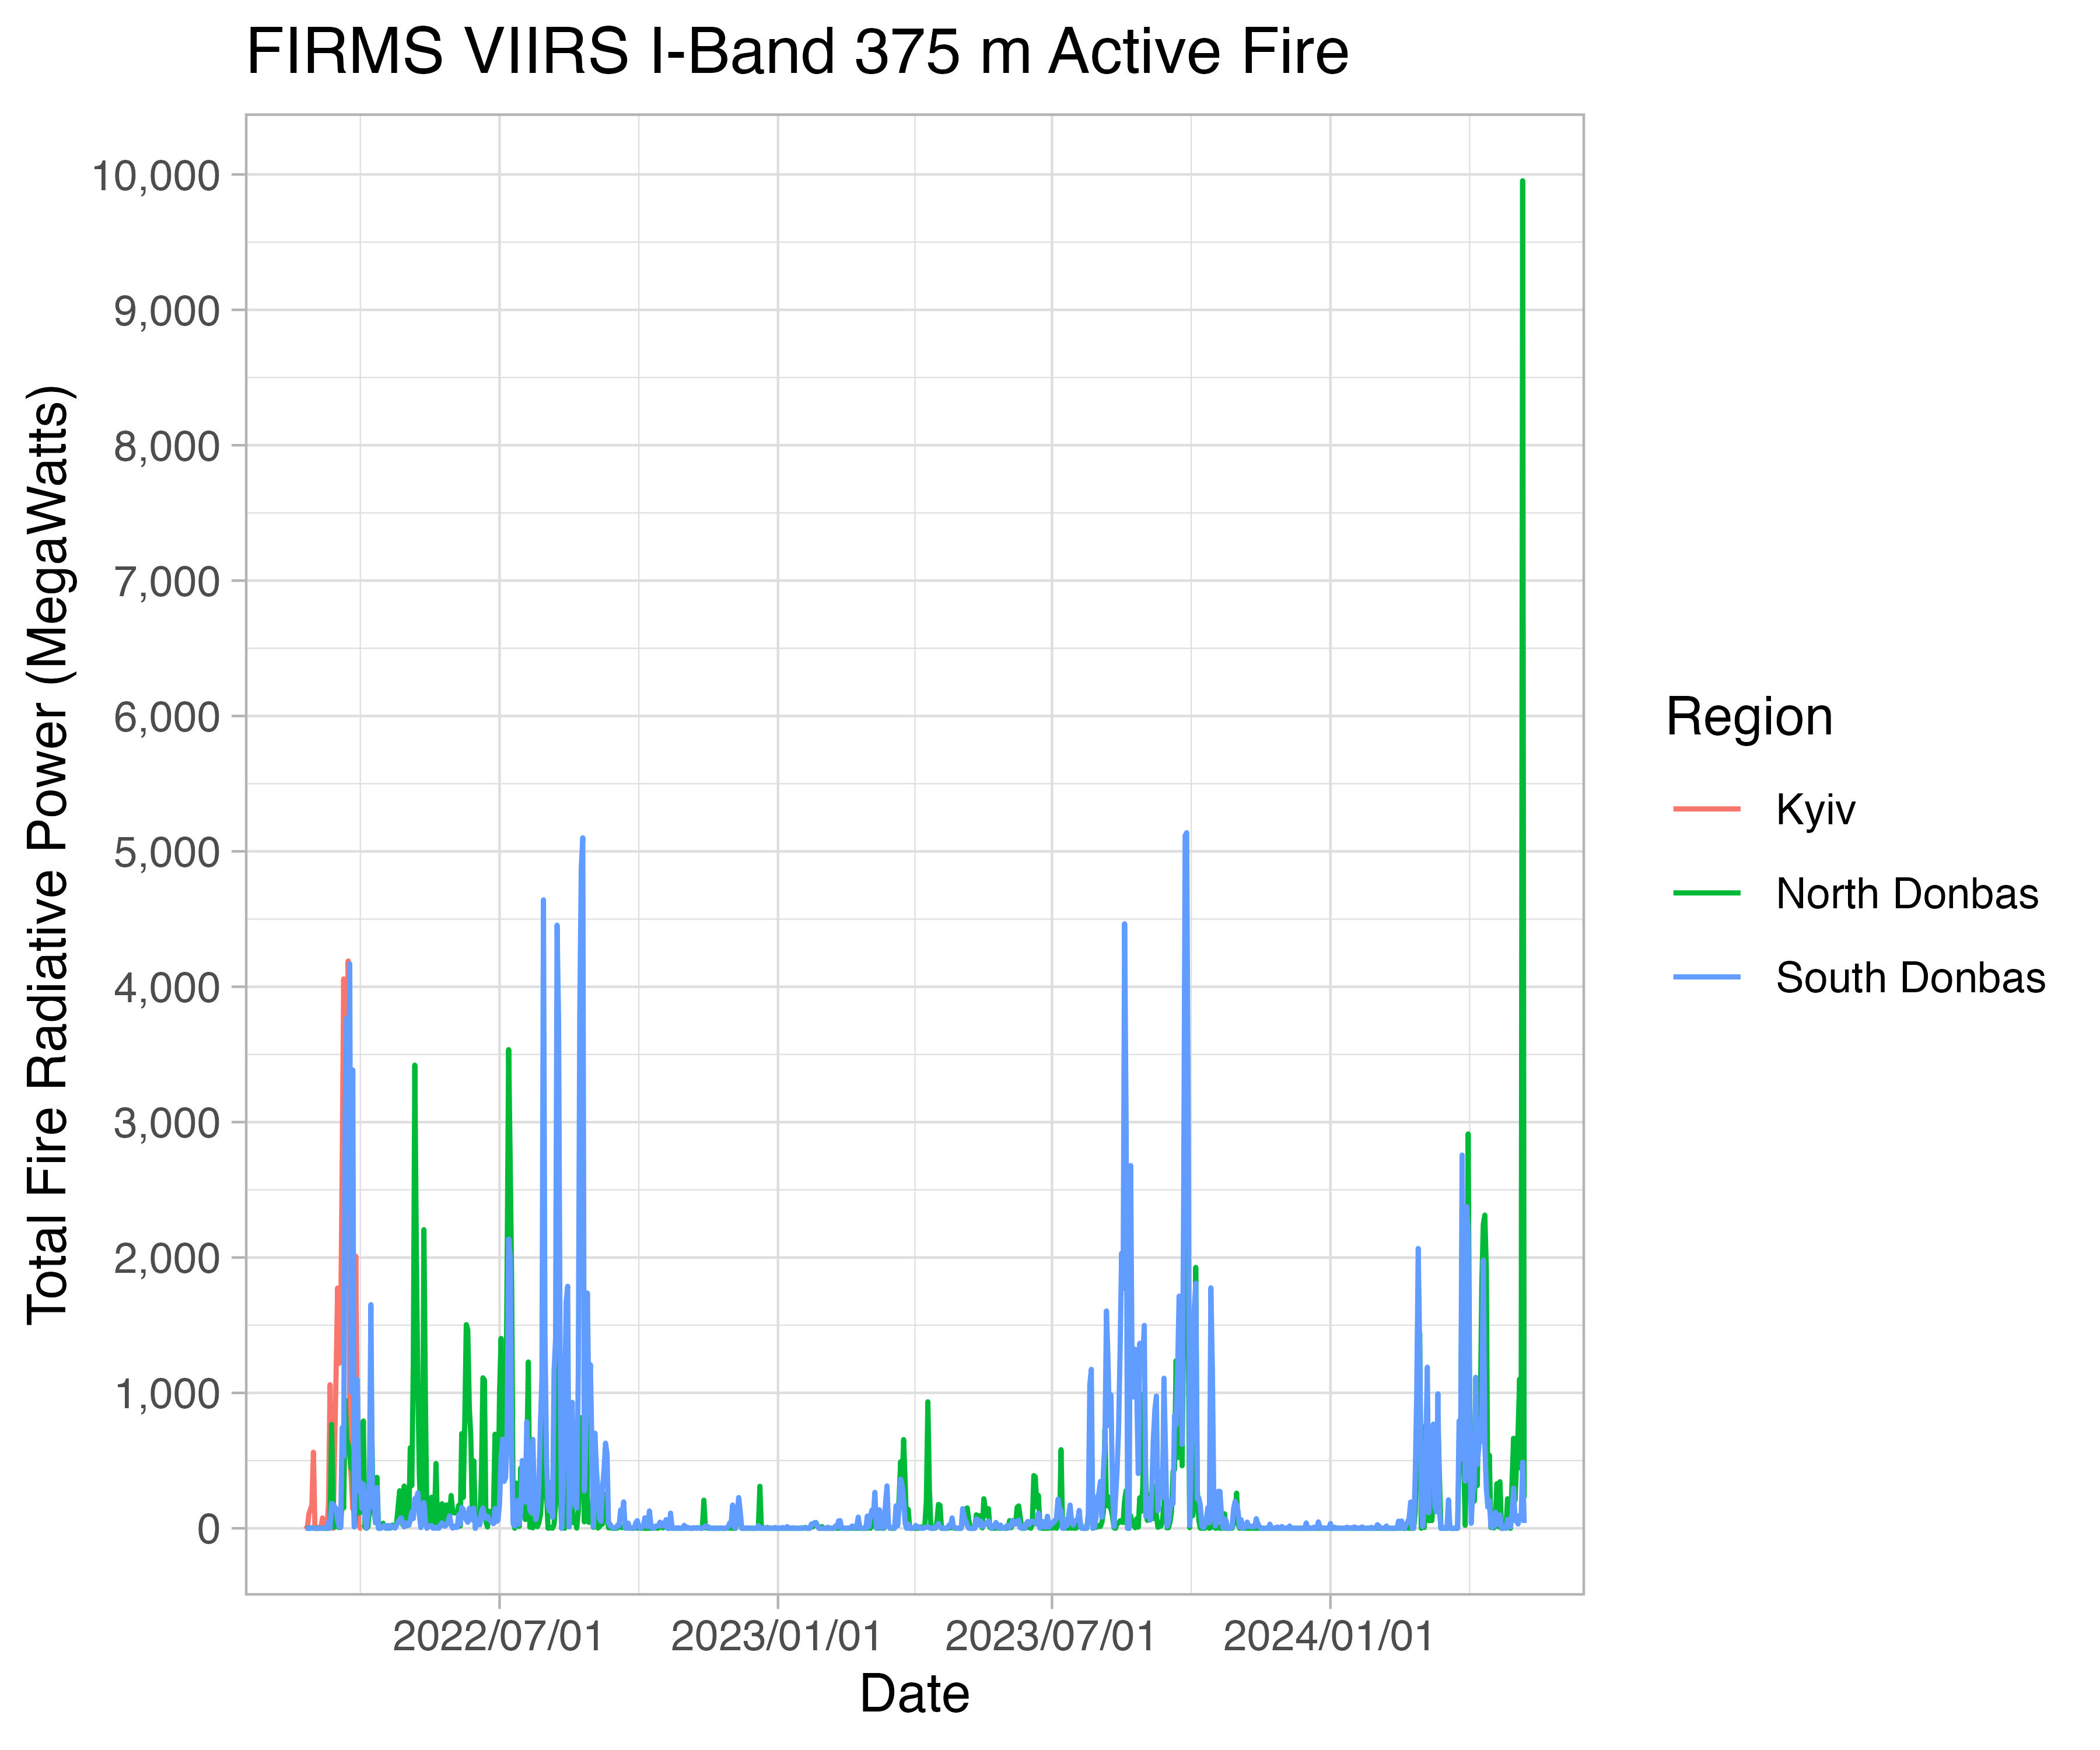 FIRMS VIIRS I-Band 375 m Active Fire
Total Fire Radiative Power (MegaWatts)
10,000
9,000
8,000
7,000
6,000
5,000
4,000
3,000
2,000
1,000
0
2022/07/01 2023/01/01 2023/07/01 2024/01/01
Date
Region
Kyiv
North Donbas
South Donbas